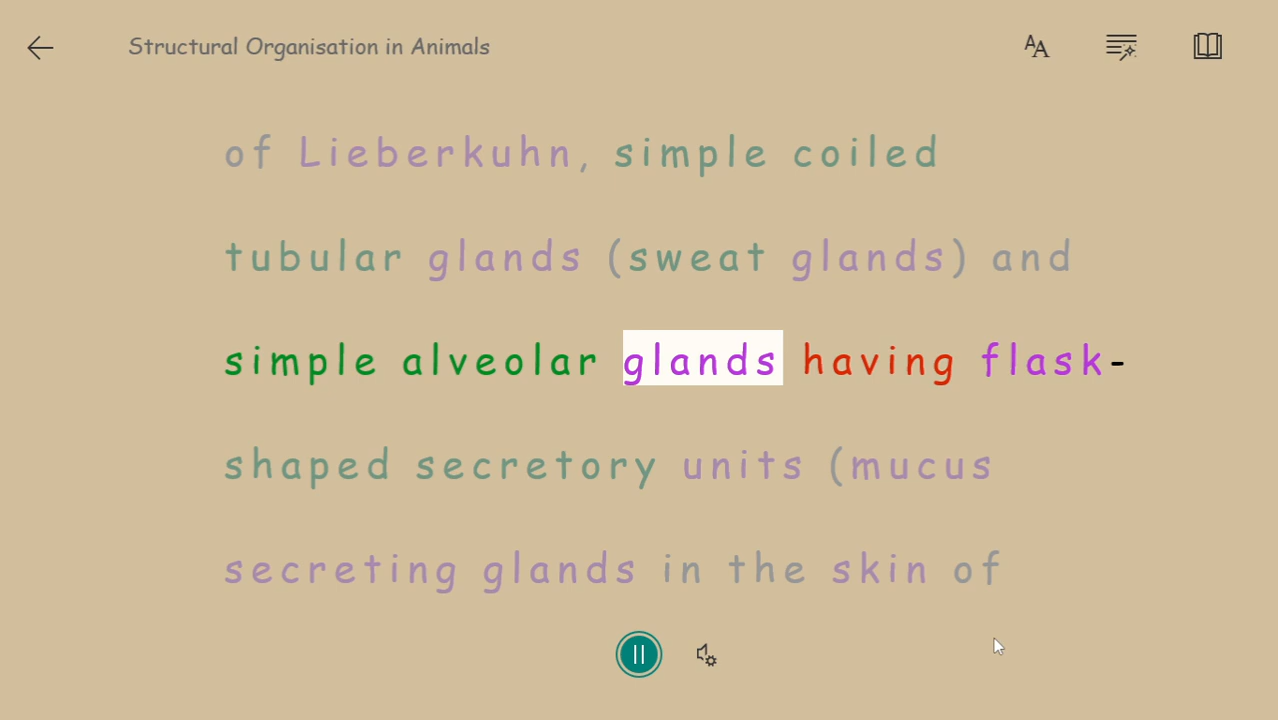 Structural Organisation in Animals
of Lieberkuhn, simple coiled
tubular glands (sweat glands) and
simple alveolar glands having flask-
shaped secretory units (mucus
secreting glands in the skin of